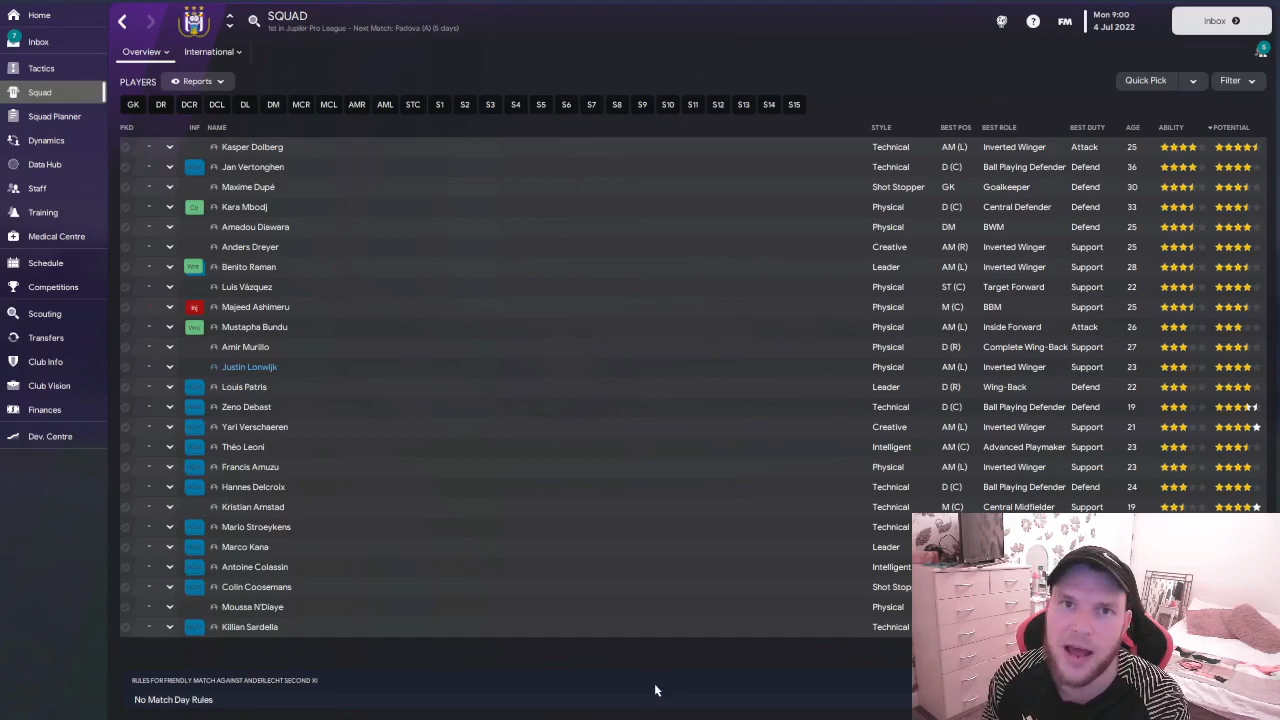 Home
7
Inbox
Tactics
Squad
Squad Planner
Dynamics
Data Hub
Staff
Training
Medical Centre
Schedule
Competitions
Scouting
Transfers
Club Info
Club Vision
Finances
Dev. Centre
SQUAD
1st in Jupiler Pro League - Next Match: Padova (A) (5 days)
? FM Mon 9:00
4 Jul 2022
Inbox
Overview International
5
PLAYERS Reports Quick Pick Filter
GK DR DCR DCL DL DM MCR MCL AMR AML STC S1 S2 S3 S4 S5 S6 S7 S8 S9 S10 S11 S12 S13 S14 S15
PKD INF NAME STYLE BEST POS BEST ROLE BEST DUTY AGE ABILITY POTENTIAL
- Kasper Dolberg Technical AM (L) Inverted Winger Attack 25
- Jan Vertonghen Technical D (C) Ball Playing Defender Defend 36
- Maxime Dupé Shot Stopper GK Goalkeeper Defend 30
- Kara Mbodj Physical D (C) Central Defender Defend 33
- Amadou Diawara Physical DM BWM Defend 25
- Anders Dreyer Creative AM (R) Inverted Winger Support 25
- Wnt Benito Raman Leader AM (L) Inverted Winger Support 28
- Luis Vázquez Physical ST (C) Target Forward Support 22
- Inj Majeed Ashimeru Physical M (C) BBM Support 25
- Wnt Mustapha Bundu Physical AM (L) Inside Forward Attack 26
- Amir Murillo Physical D (R) Complete Wing-Back Support 27
- Justin Lonwijk Physical AM (L) Inverted Winger Support 23
- Louis Patris Leader D (R) Wing-Back Defend 22
- Zeno Debast Technical D (C) Ball Playing Defender Defend 19
- Yari Verschaeren Creative AM (L) Inverted Winger Support 21
- Théo Leoni Intelligent AM (C) Advanced Playmaker Support 23
- Francis Amuzu Physical AM (L) Inverted Winger Support 23
- Hannes Delcroix Technical D (C) Ball Playing Defender Defend 24
- Kristian Arnstad Technical M (C) Central Midfielder Support 19
- Mario Stroeykens Technical
- Marco Kana Leader
- Antoine Colassin Intelligent
- Colin Coosemans Shot Stop
- Moussa N'Diaye Physical
- Killian Sardella Technical
RULES FOR FRIENDLY MATCH AGAINST ANDERLECHT SECOND XI
No Match Day Rules